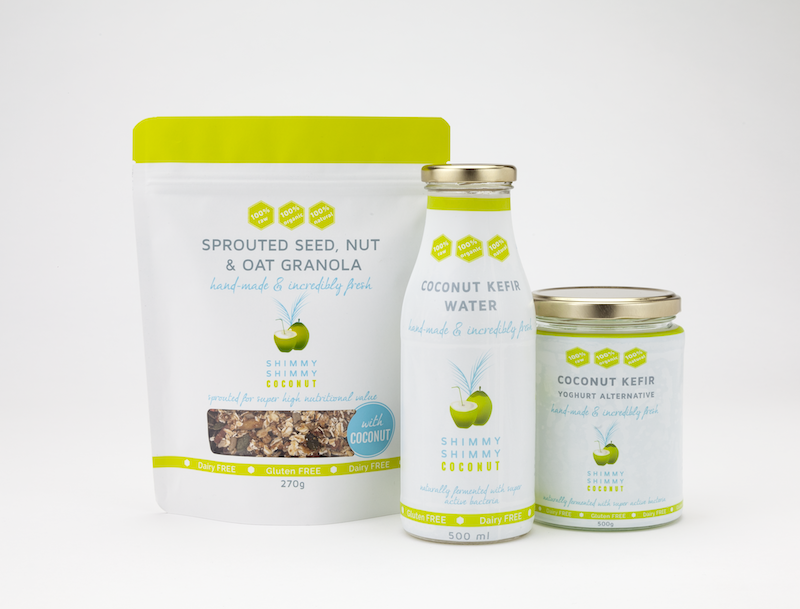 100% raw
100% organic
100% natural
SPROUTED SEED, NUT
& OAT GRANOLA
hand-made & incredibly fresh
SHIMMY
SHIMMY
COCONUT
sprouted for super high nutritional value
with
COCONUT
Dairy FREE Gluten FREE Dairy FREE
270g
100% raw
100% organic
100% natural
COCONUT KEFIR
WATER
hand-made & incredibly fresh
SHIMMY
SHIMMY
COCONUT
naturally fermented with super
active bacteria
Gluten FREE Dairy FREE
500 ml
100% raw
100% organic
100% natural
COCONUT KEFIR
YOGHURT ALTERNATIVE
hand-made & incredibly fresh
SHIMMY
SHIMMY
COCONUT
naturally fermented with super active bacteria
Dairy FREE Gluten FREE Dairy FREE
500g